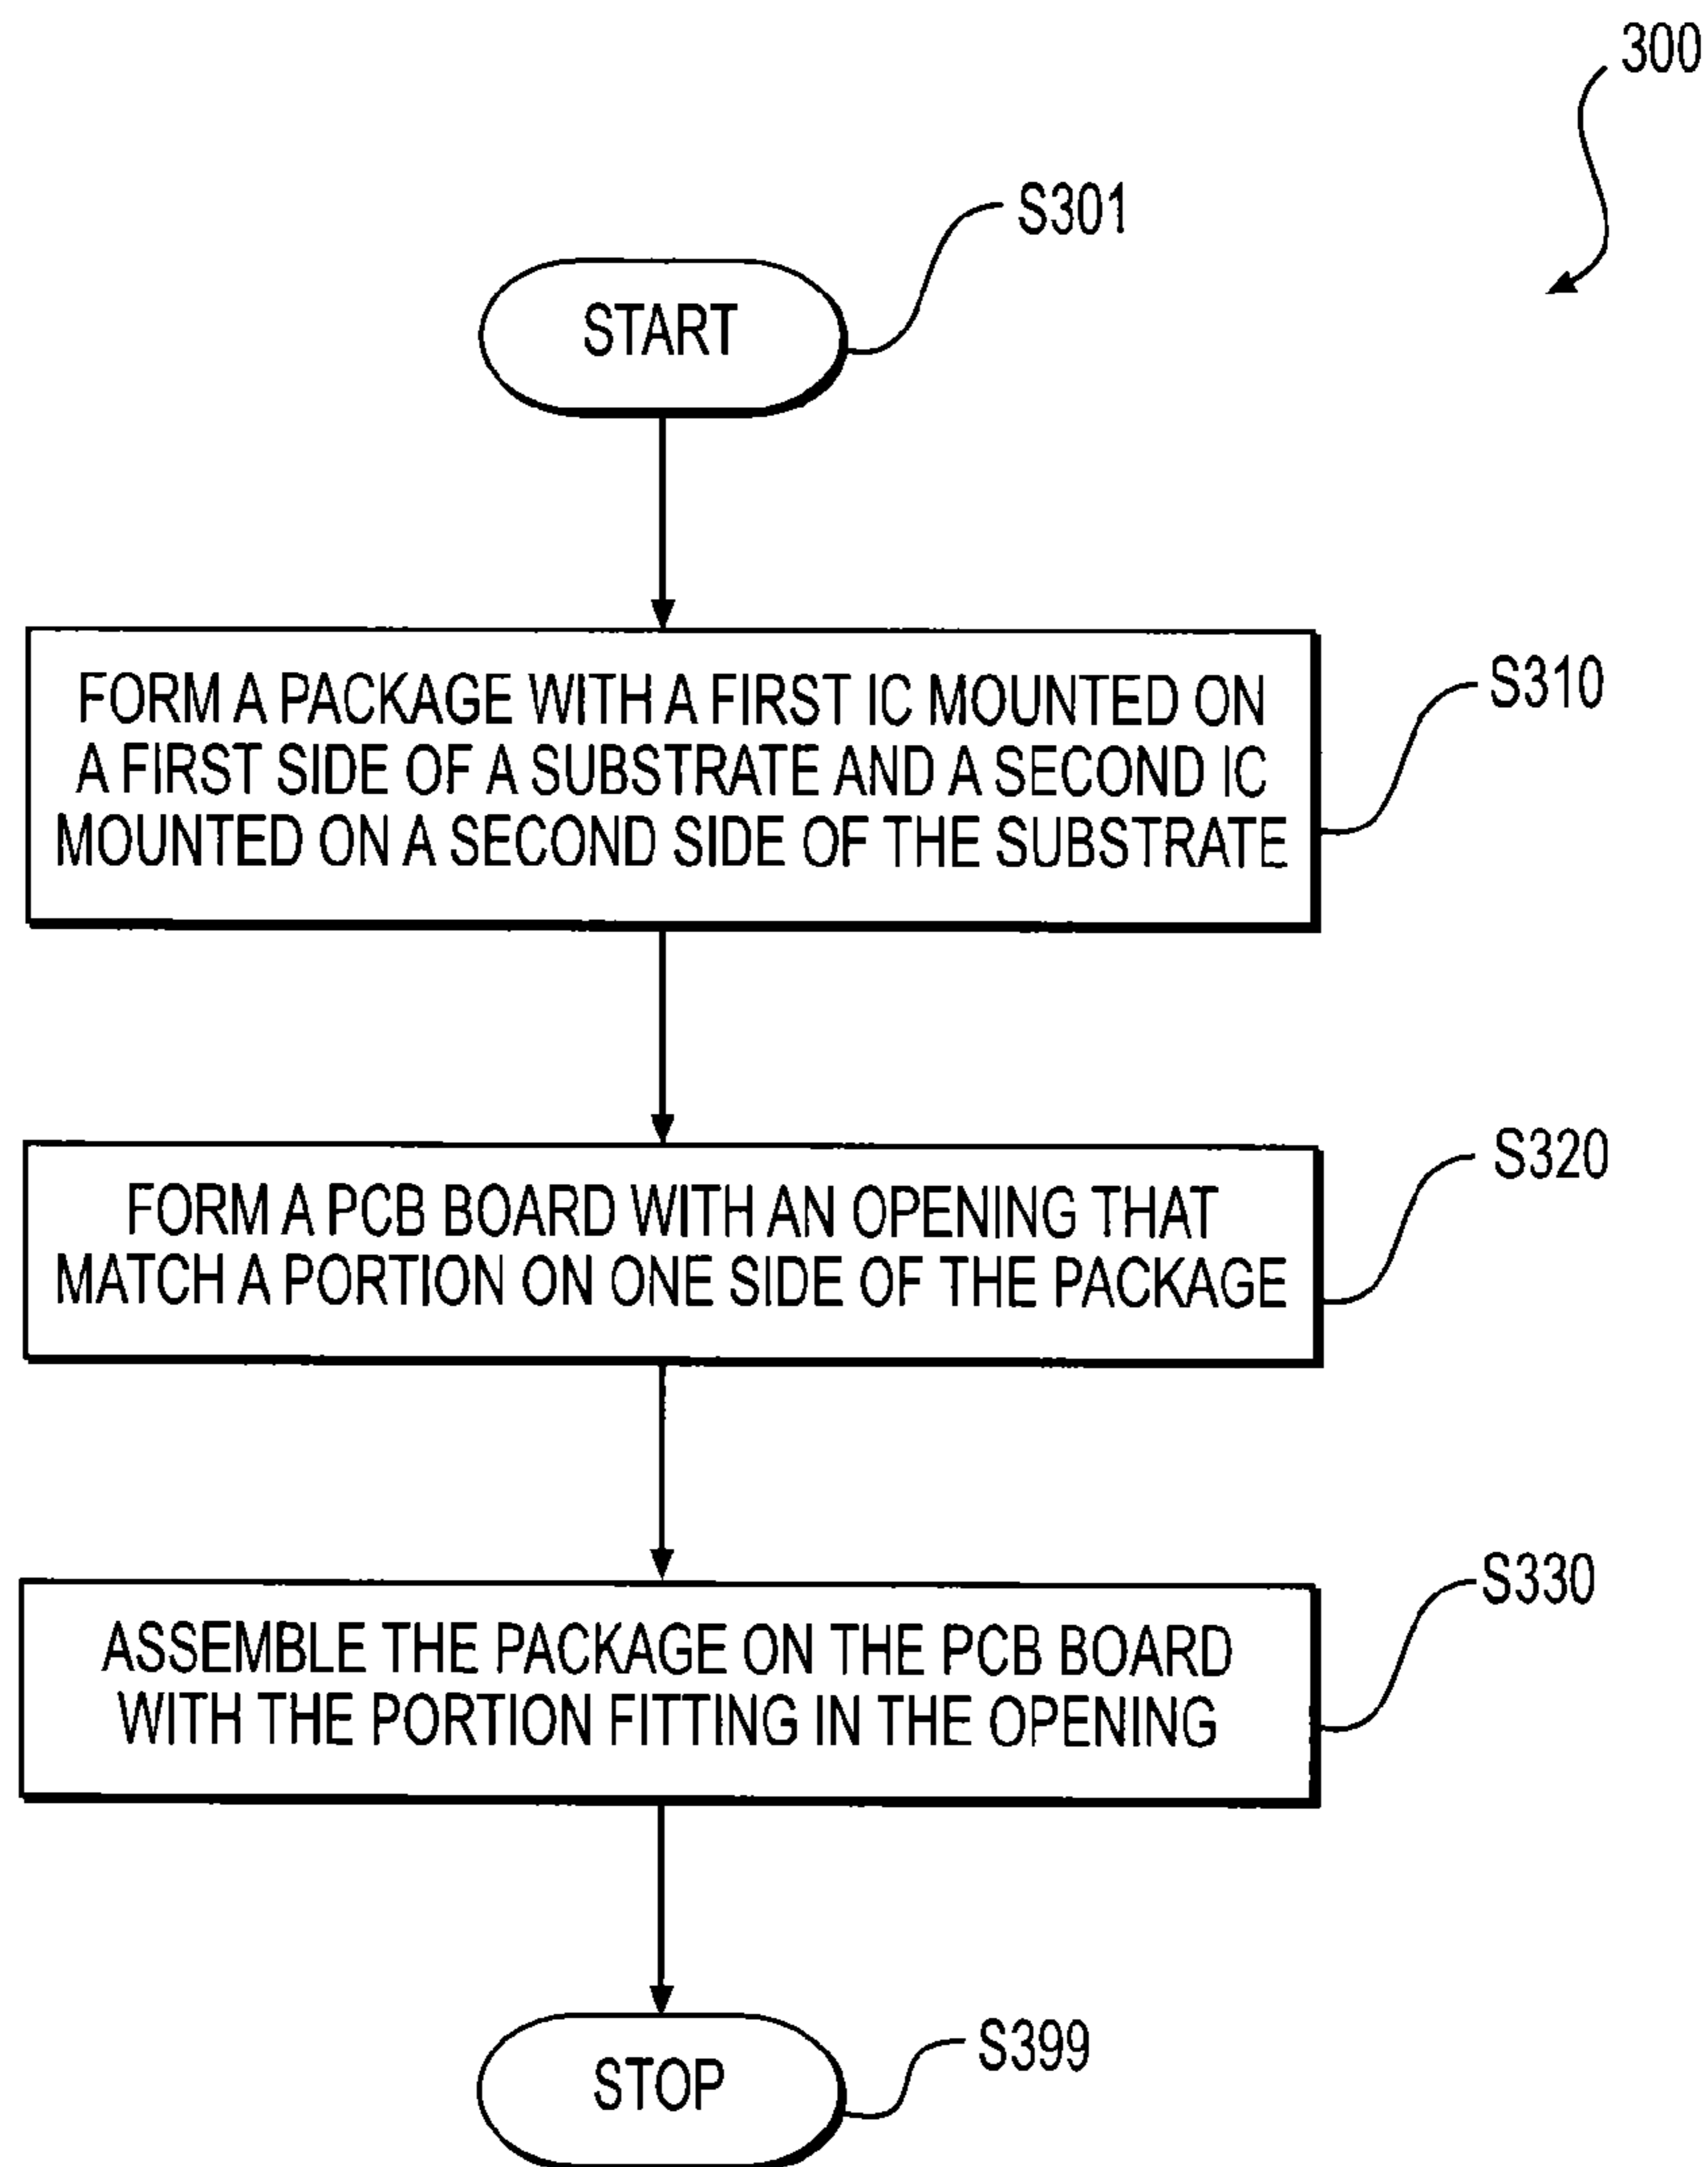 300
S301
START
FORM A PACKAGE WITH A FIRST IC MOUNTED ON
A FIRST SIDE OF A SUBSTRATE AND A SECOND IC
MOUNTED ON A SECOND SIDE OF THE SUBSTRATE
S310
FORM A PCB BOARD WITH AN OPENING THAT
MATCH A PORTION ON ONE SIDE OF THE PACKAGE
S320
ASSEMBLE THE PACKAGE ON THE PCB BOARD
WITH THE PORTION FITTING IN THE OPENING
S330
STOP
S399